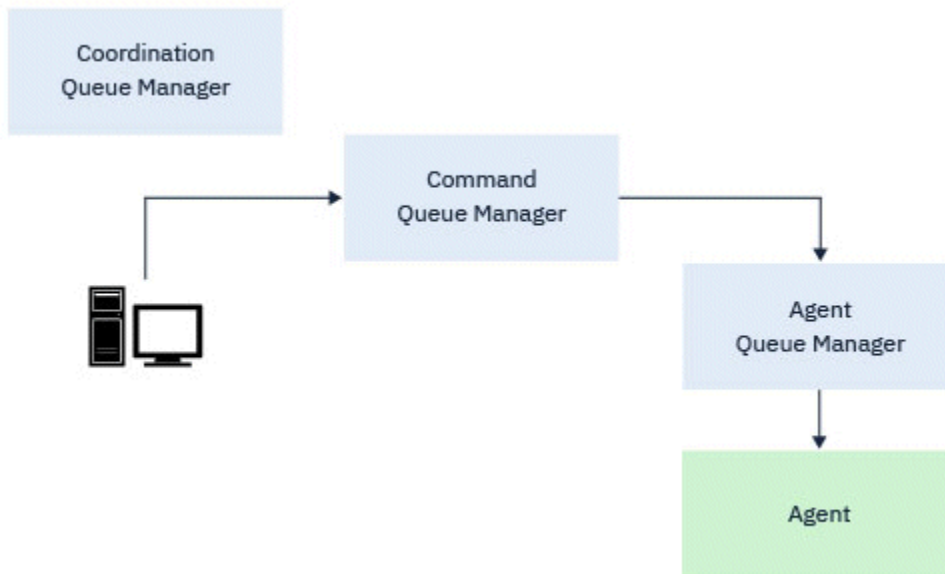 Coordination
Queue Manager
Command
Queue Manager
Agent
Queue Manager
Agent